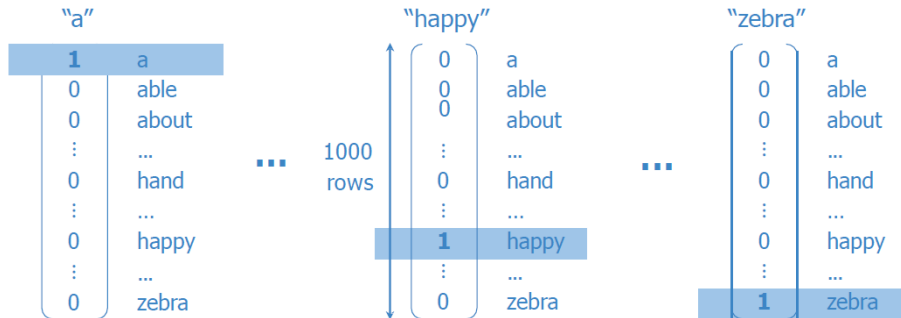 “a” “happy” “zebra”
1 a 0 a 0 a
0 able 0 able 0 able
0 about 0 about 0 about
⋮ ... ... 1000 ⋮ ... ... ⋮ ...
0 hand rows 0 hand 0 hand
⋮ ... ⋮ ... ⋮ ...
0 happy 1 happy 0 happy
⋮ ... ⋮ ... ⋮ ...
0 zebra 0 zebra 1 zebra